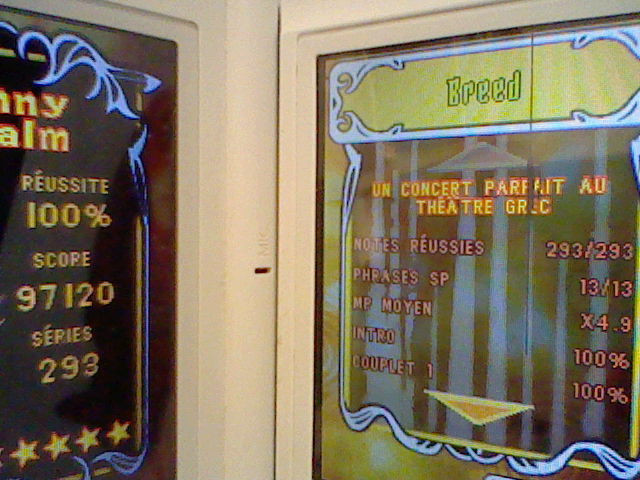 nny
alm
RÉUSSITE
100%
SCORE
97120
SÉRIES
293
MIC
Breed
UN CONCERT PARFAIT AU
THÉÂTRE GREC
NOTES RÉUSSIES 293/293
PHRASES SP 13/13
MP MOYEN X4.9
INTRO 100%
COUPLET 1 100%